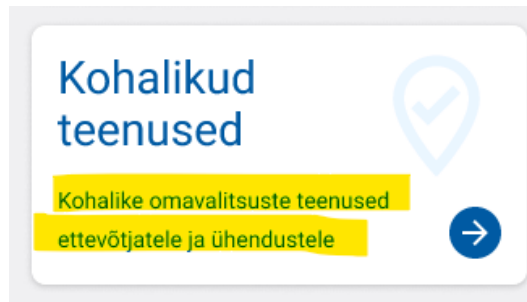 Kohalikud
teenused
Kohalike omavalitsuste teenused
ettevõtjatele ja ühendustele